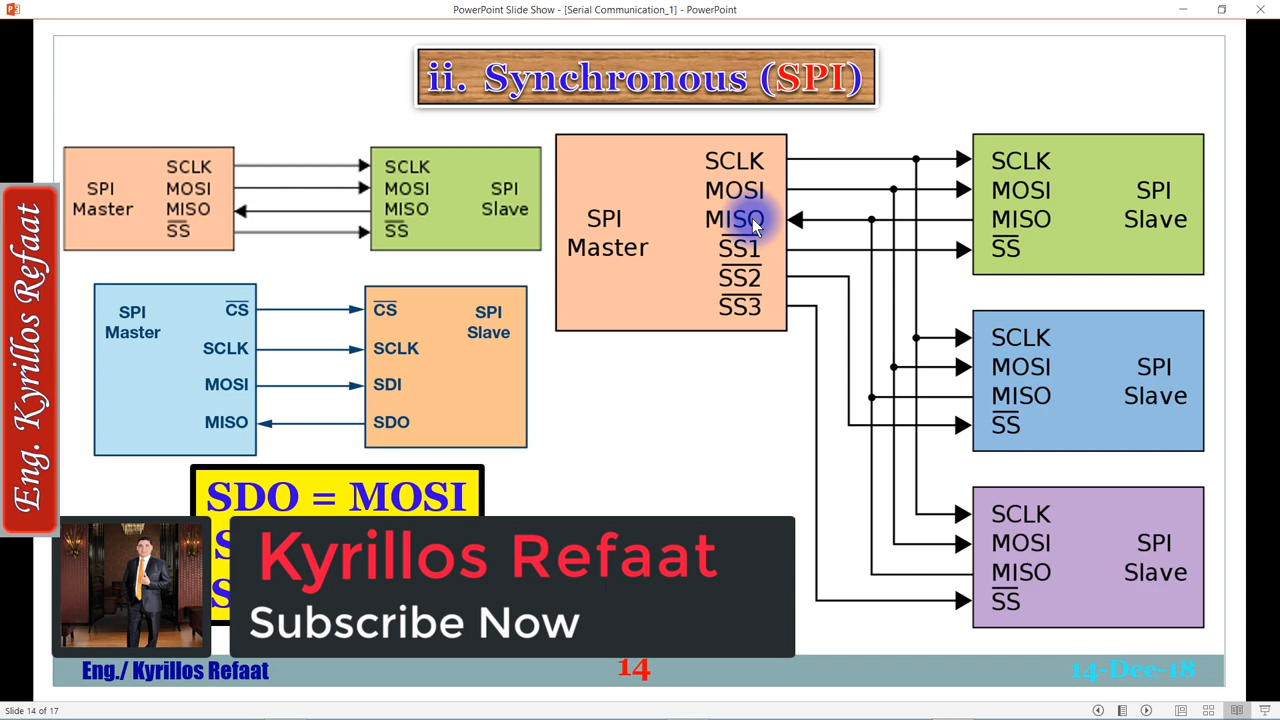 PowerPoint Slide Show - [Serial Communication_1] - PowerPoint
ii. Synchronous (SPI)
SPI Master
SCLK
MOSI
MISO
SS
SCLK
MOSI
MISO
SS
SPI Slave
SPI Master
CS
SCLK
MOSI
MISO
CS
SCLK
SDI
SDO
SPI Slave
SPI Master
SCLK
MOSI
MISO
SS1
SS2
SS3
SCLK
MOSI
MISO
SS
SPI Slave
SCLK
MOSI
MISO
SS
SPI Slave
SCLK
MOSI
MISO
SS
SPI Slave
Eng. Kyrillos Refaat
SDO = MOSI
Kyrillos Refaat
Subscribe Now
Eng./ Kyrillos Refaat
14
14-Dec-18
Slide 14 of 17